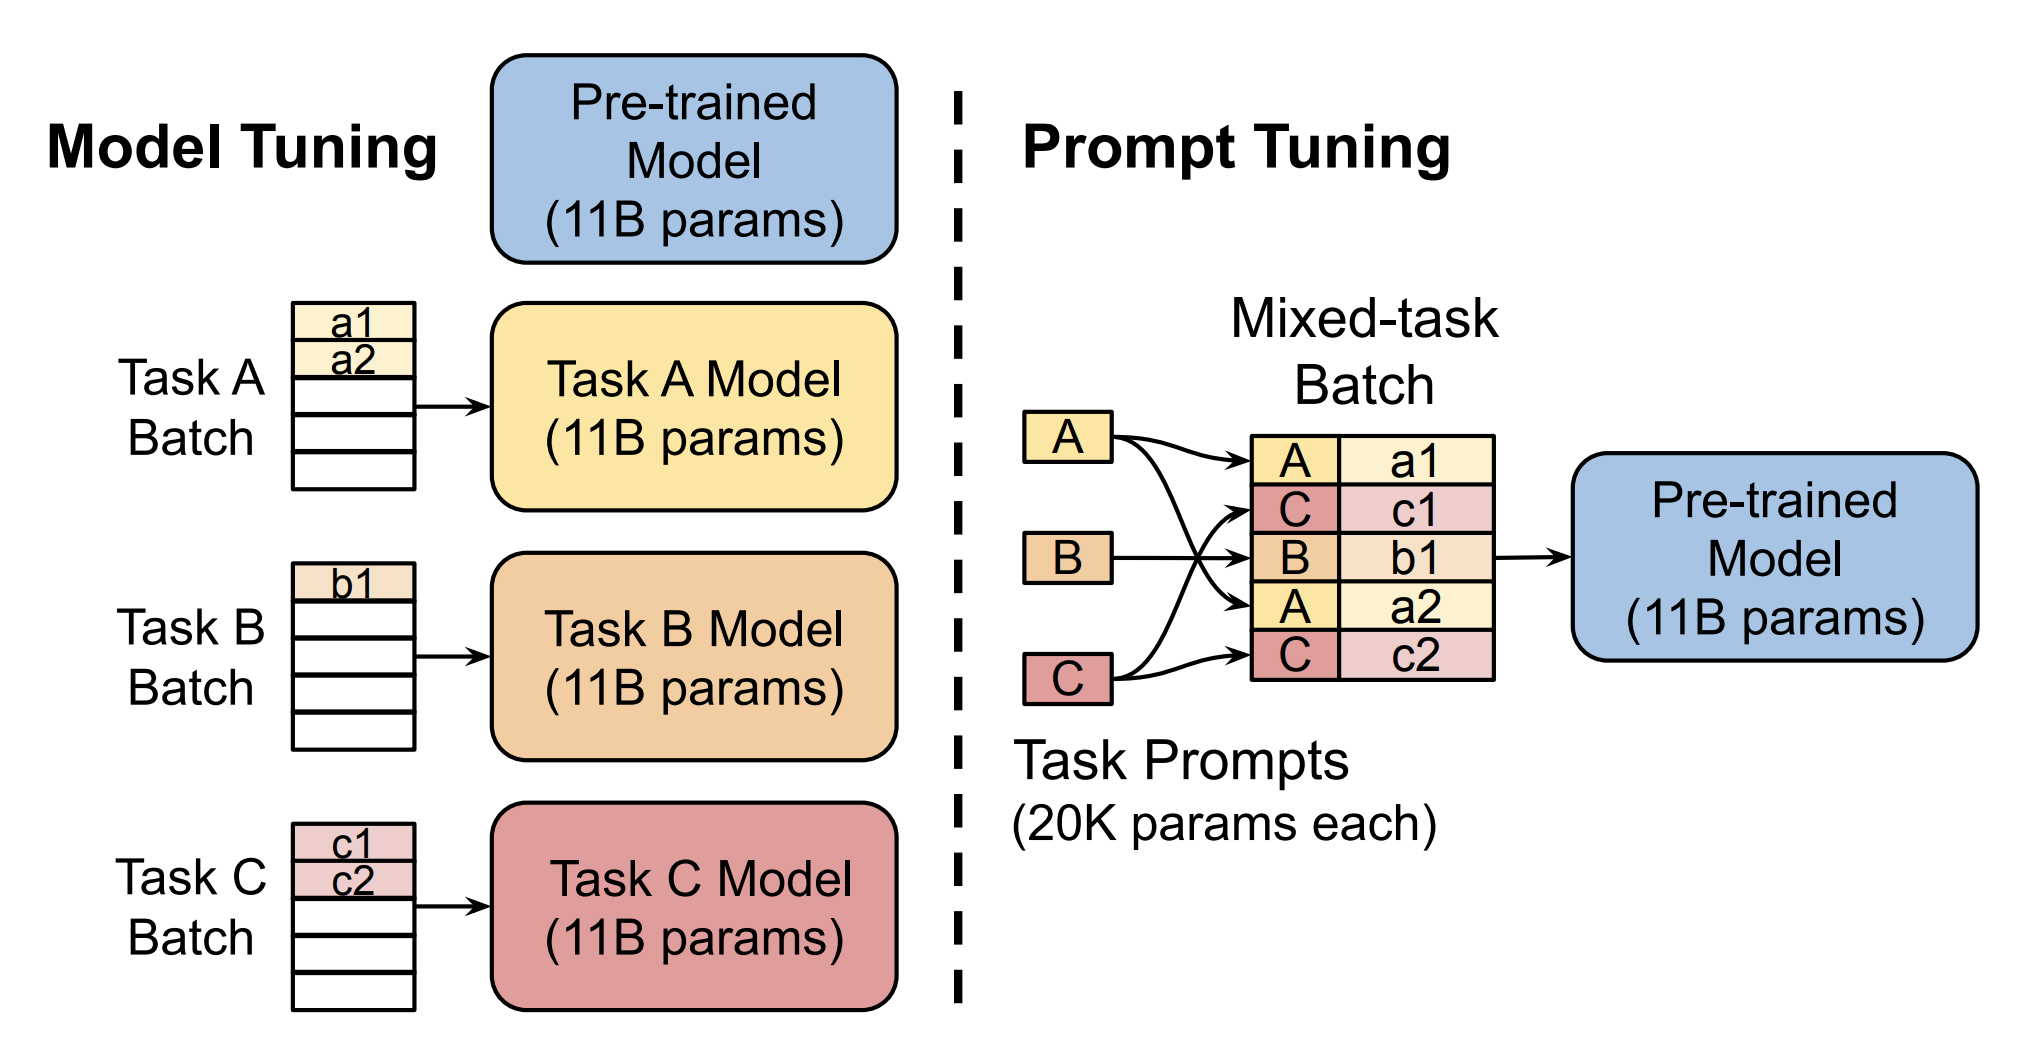 Model Tuning
Pre-trained
Model
(11B params)
Task A
Batch
a1
a2
Task A Model
(11B params)
Task B
Batch
b1
Task B Model
(11B params)
Task C
Batch
c1
c2
Task C Model
(11B params)
Prompt Tuning
Mixed-task
Batch
A
B
C
Task Prompts
(20K params each)
A a1
C c1
B b1
A a2
C c2
Pre-trained
Model
(11B params)